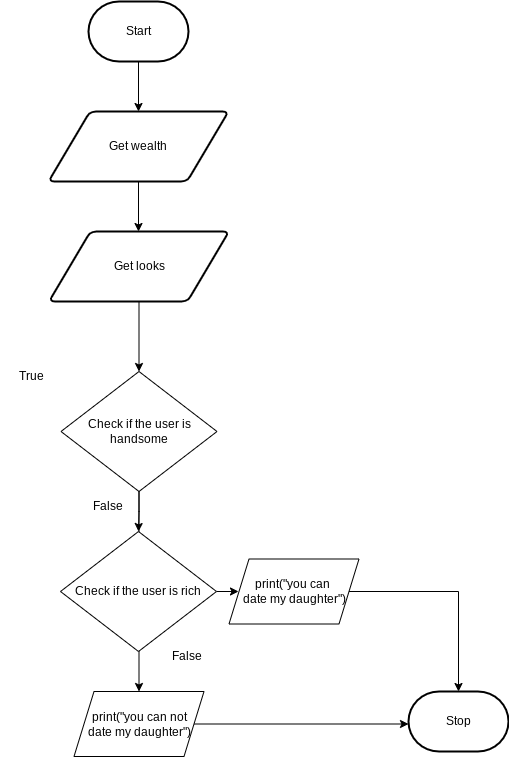 Start
Get wealth
Get looks
True
Check if the user is
handsome
False
Check if the user is rich
print("you can
date my daughter")
False
print("you can not
date my daughter")
Stop